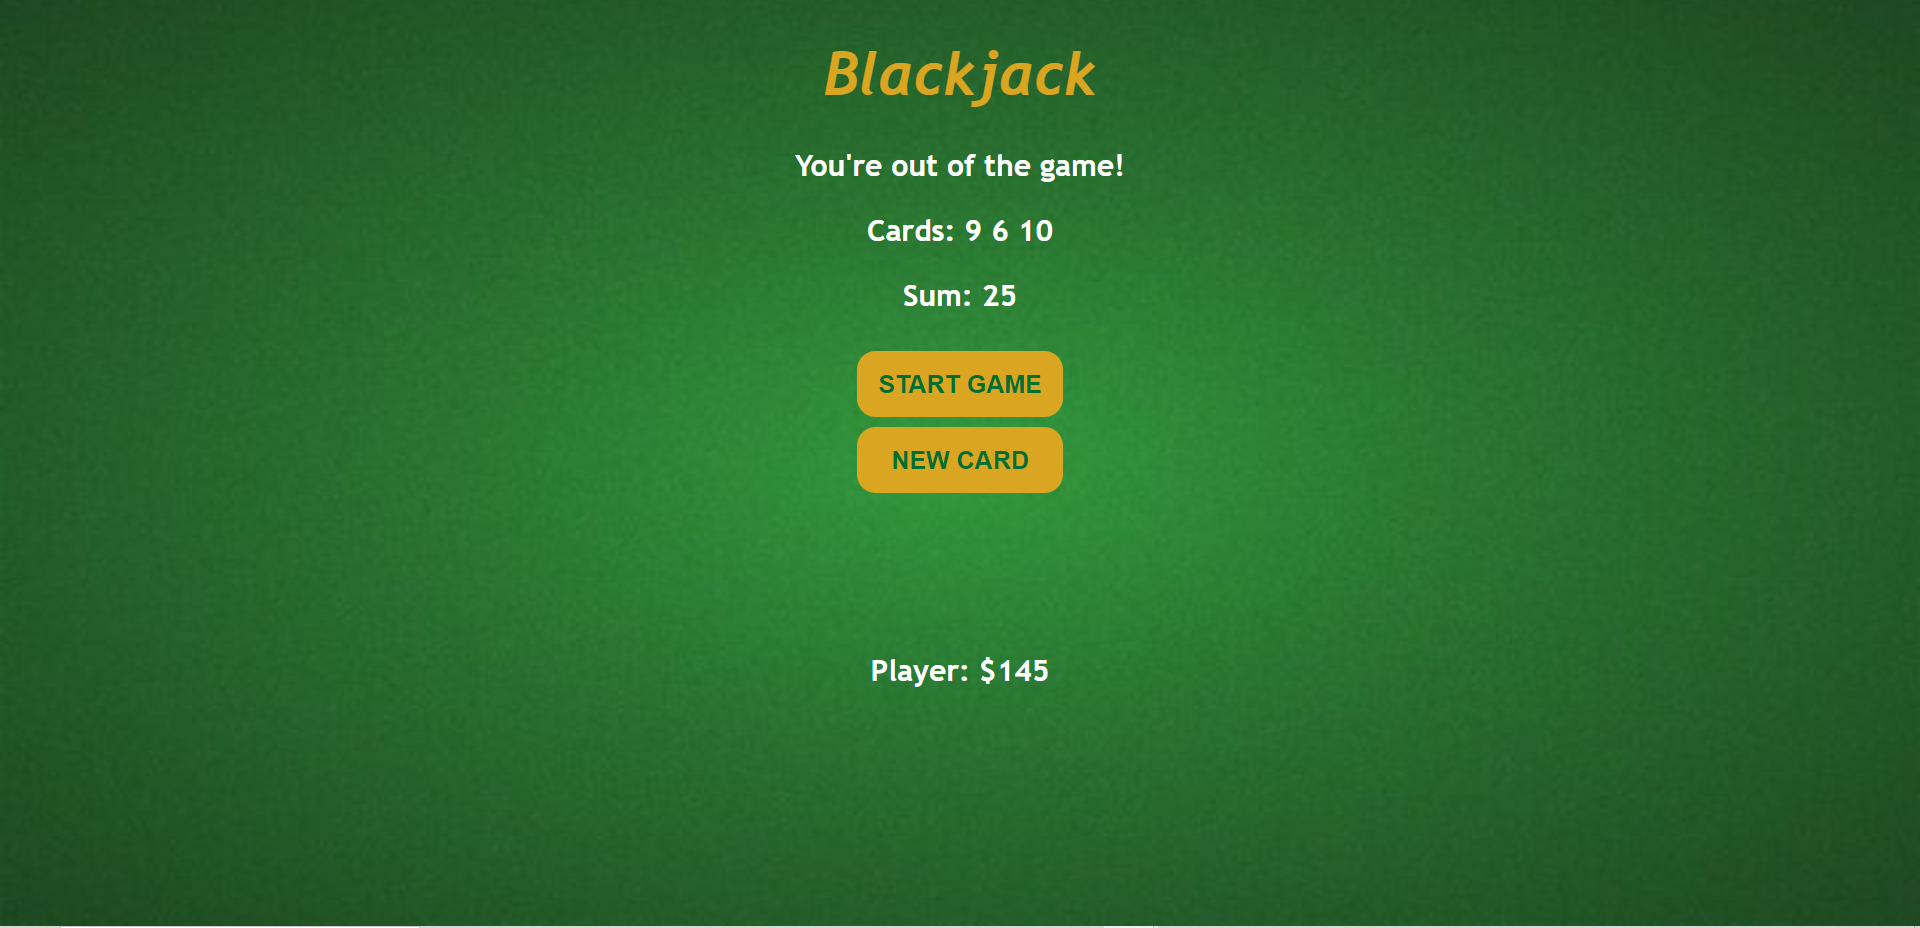 Blackjack
You're out of the game!
Cards: 9 6 10
Sum: 25
START GAME
NEW CARD
Player: $145